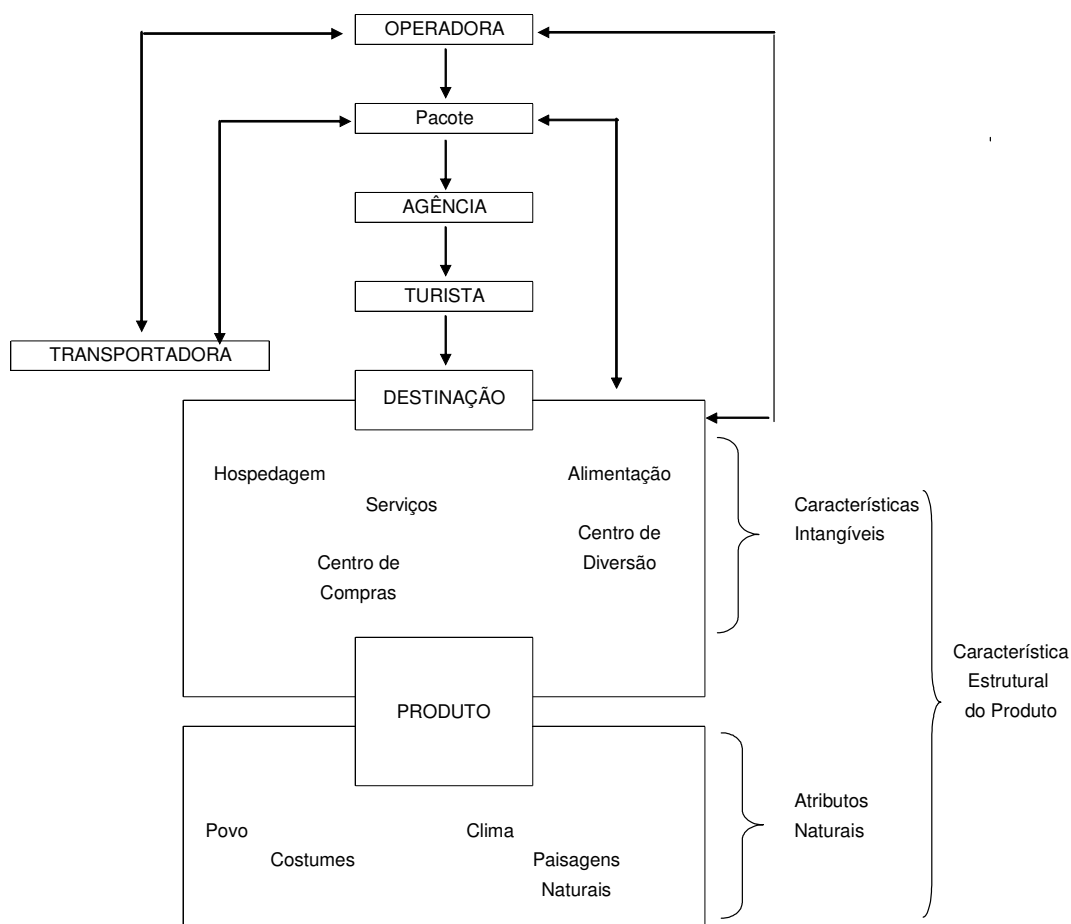 OPERADORA
Pacote
AGÊNCIA
TURISTA
TRANSPORTADORA
DESTINAÇÃO
Hospedagem
Alimentação
Serviços
Centro de
Diversão
Centro de
Compras
Características
Intangíveis
Característica
Estrutural
do Produto
PRODUTO
Povo
Clima
Costumes
Paisagens
Naturais
Atributos
Naturais